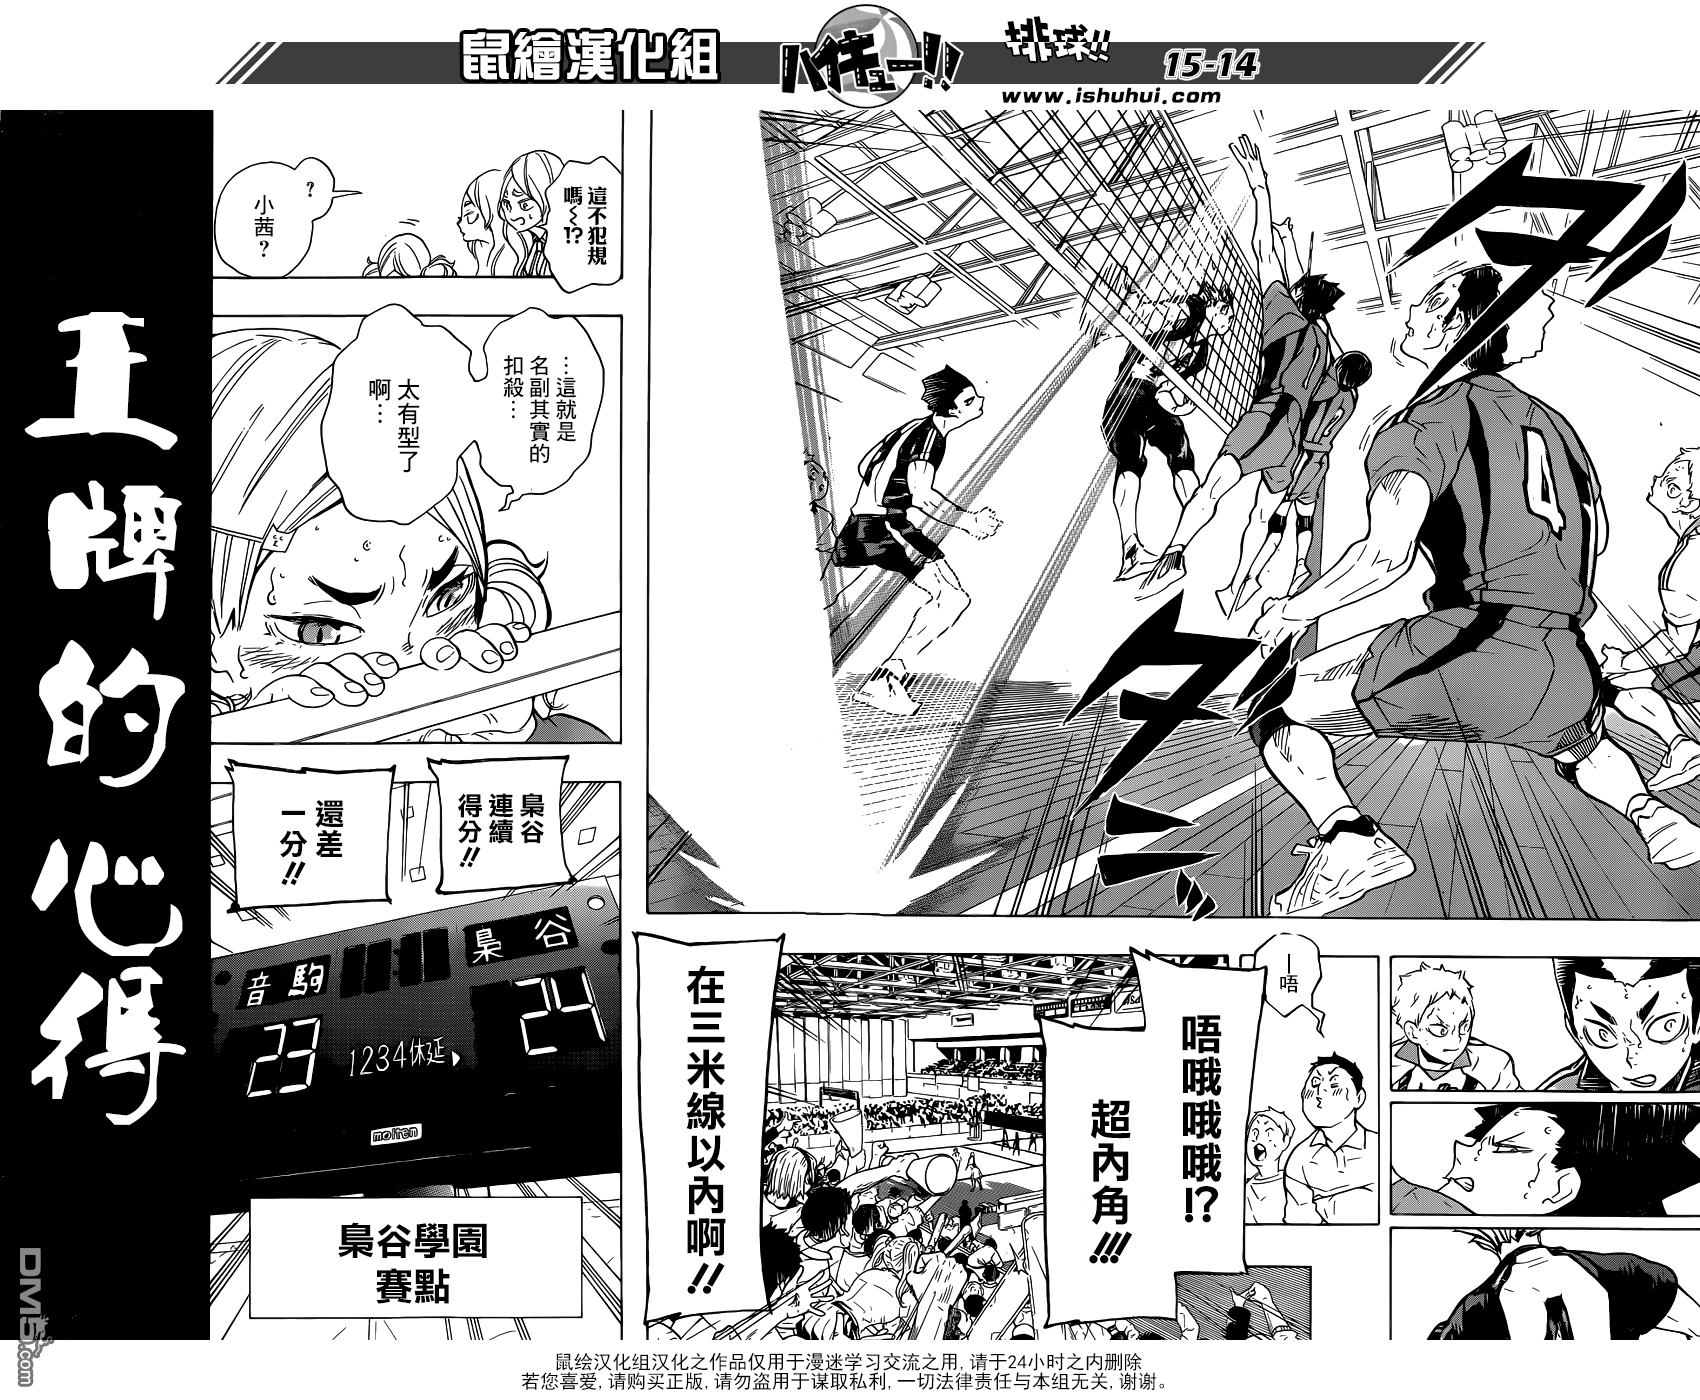 鼠繪漢化組
ハイキュー!!
排球!!
15-14
www.ishuhui.com
ダ
ダ
ン
4
ー唔
唔哦哦哦!?
超內角!!!
在三米線以內啊!!
這不犯規
嗎~!?
?
小茜?
…這就是
名副其實的
扣殺…
太有型了
啊…
梟谷
連續
得分!!
還差
一分!!
音駒
梟谷
23
1234休延
24
molten
梟谷學園
賽點
王牌的心得
DM5.com
鼠绘汉化组汉化之作品仅用于漫迷学习交流之用,请于24小时之内删除
若您喜爱,请购买正版,请勿盗用于谋取私利,一切法律责任与本组无关,谢谢。